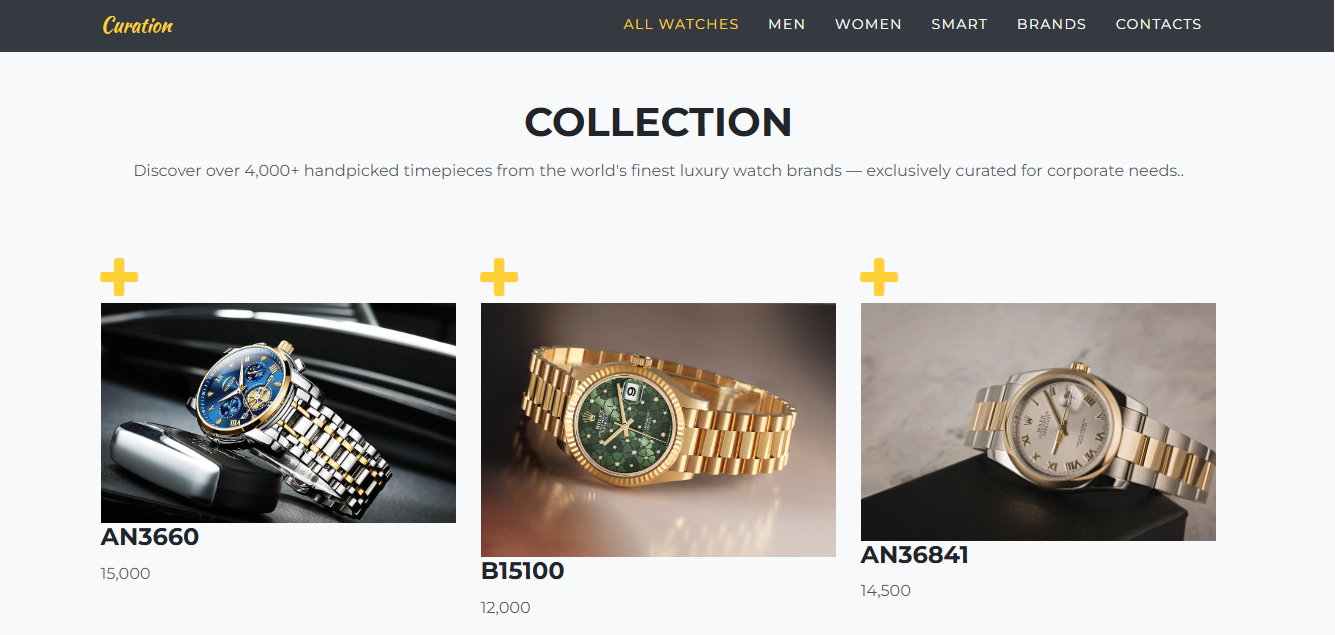 Curation
ALL WATCHES MEN WOMEN SMART BRANDS CONTACTS
COLLECTION
Discover over 4,000+ handpicked timepieces from the world's finest luxury watch brands — exclusively curated for corporate needs..
AN3660
15,000
B15100
12,000
AN36841
14,500